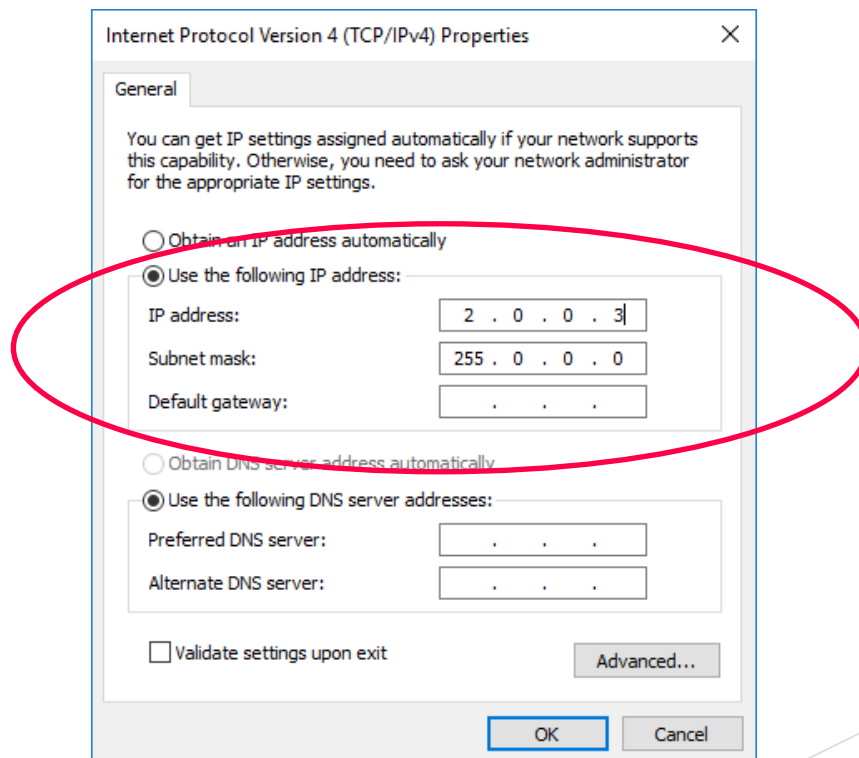 Internet Protocol Version 4 (TCP/IPv4) Properties
General
You can get IP settings assigned automatically if your network supports
this capability. Otherwise, you need to ask your network administrator
for the appropriate IP settings.
Obtain an IP address automatically
Use the following IP address:
IP address: 2 . 0 . 0 . 3
Subnet mask: 255 . 0 . 0 . 0
Default gateway: . . .
Obtain DNS server address automatically
Use the following DNS server addresses:
Preferred DNS server: . . .
Alternate DNS server: . . .
Validate settings upon exit
Advanced...
OK Cancel